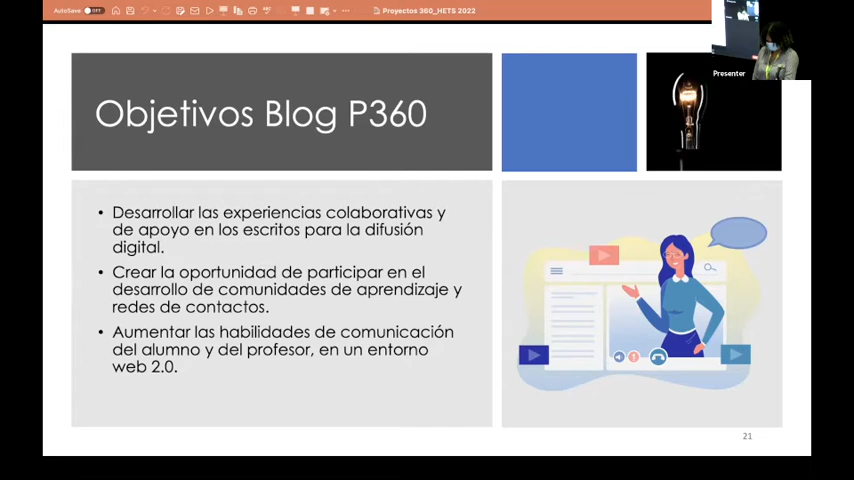 AutoSave OFF
Proyectos 360_HETS 2022
Presenter
Objetivos Blog P360
• Desarrollar las experiencias colaborativas y
de apoyo en los escritos para la difusión
digital.
• Crear la oportunidad de participar en el
desarrollo de comunidades de aprendizaje y
redes de contactos.
• Aumentar las habilidades de comunicación
del alumno y del profesor, en un entorno
web 2.0.
21